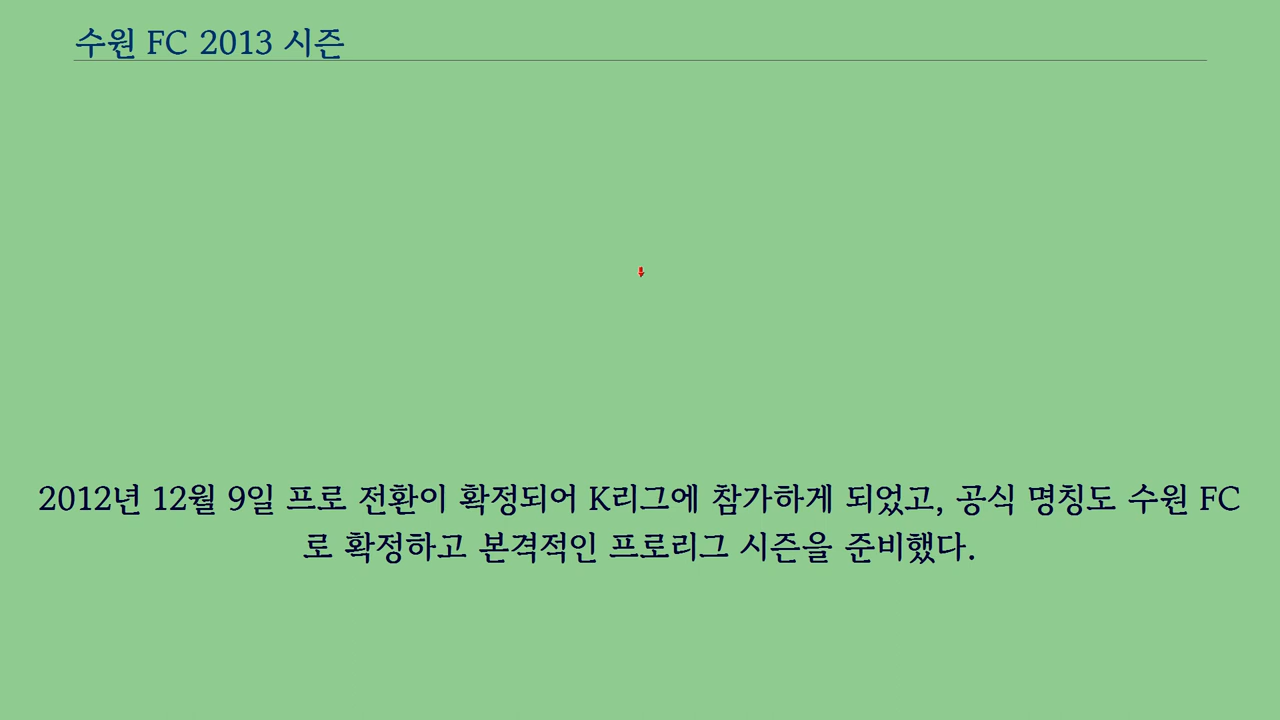 수원 FC 2013 시즌
2012년 12월 9일 프로 전환이 확정되어 K리그에 참가하게 되었고, 공식 명칭도 수원 FC
로 확정하고 본격적인 프로리그 시즌을 준비했다.